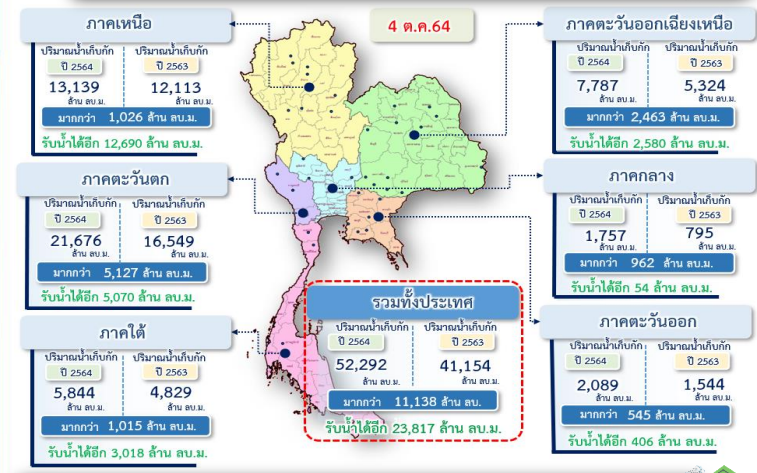 4 ต.ค.64
ภาคเหนือ
ปริมาณน้ำเก็บกัก ปริมาณน้ำเก็บกัก
ปี 2564 ปี 2563
13,139 12,113
ล้าน ลบ.ม. ล้าน ลบ.ม.
มากกว่า 1,026 ล้าน ลบ.ม.
รับน้ำได้อีก 12,690 ล้าน ลบ.ม.
ภาคตะวันออกเฉียงเหนือ
ปริมาณน้ำเก็บกัก ปริมาณน้ำเก็บกัก
ปี 2564 ปี 2563
7,787 5,324
ล้าน ลบ.ม. ล้าน ลบ.ม.
มากกว่า 2,463 ล้าน ลบ.ม.
รับน้ำได้อีก 2,580 ล้าน ลบ.ม.
ภาคตะวันตก
ปริมาณน้ำเก็บกัก ปริมาณน้ำเก็บกัก
ปี 2564 ปี 2563
21,676 16,549
ล้าน ลบ.ม. ล้าน ลบ.ม.
มากกว่า 5,127 ล้าน ลบ.ม.
รับน้ำได้อีก 5,070 ล้าน ลบ.ม.
ภาคกลาง
ปริมาณน้ำเก็บกัก ปริมาณน้ำเก็บกัก
ปี 2564 ปี 2563
1,757 795
ล้าน ลบ.ม. ล้าน ลบ.ม.
มากกว่า 962 ล้าน ลบ.ม.
รับน้ำได้อีก 54 ล้าน ลบ.ม.
ภาคใต้
ปริมาณน้ำเก็บกัก ปริมาณน้ำเก็บกัก
ปี 2564 ปี 2563
5,844 4,829
ล้าน ลบ.ม. ล้าน ลบ.ม.
มากกว่า 1,015 ล้าน ลบ.ม.
รับน้ำได้อีก 3,018 ล้าน ลบ.ม.
รวมทั้งประเทศ
ปริมาณน้ำเก็บกัก ปริมาณน้ำเก็บกัก
ปี 2564 ปี 2563
52,292 41,154
ล้าน ลบ.ม. ล้าน ลบ.ม.
มากกว่า 11,138 ล้าน ลบ.
รับน้ำได้อีก 23,817 ล้าน ลบ.ม.
ภาคตะวันออก
ปริมาณน้ำเก็บกัก ปริมาณน้ำเก็บกัก
ปี 2564 ปี 2563
2,089 1,544
ล้าน ลบ.ม. ล้าน ลบ.ม.
มากกว่า 545 ล้าน ลบ.ม.
รับน้ำได้อีก 406 ล้าน ลบ.ม.